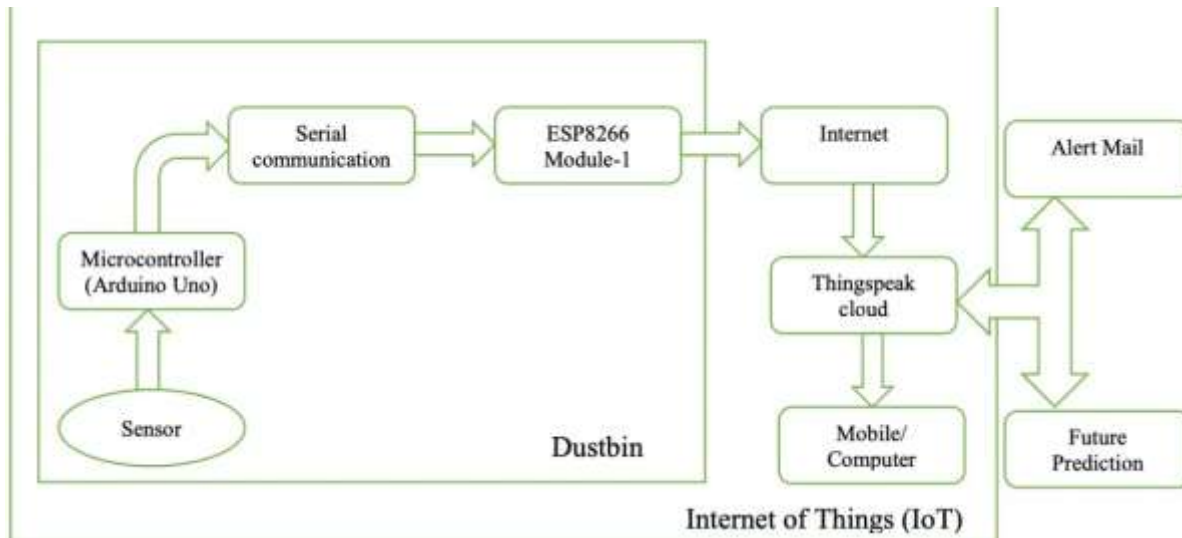 Serial
communication
ESP8266
Module-1
Internet
Alert Mail
Microcontroller
(Arduino Uno)
Thingspeak
cloud
Sensor
Dustbin
Mobile/
Computer
Future
Prediction
Internet of Things (IoT)